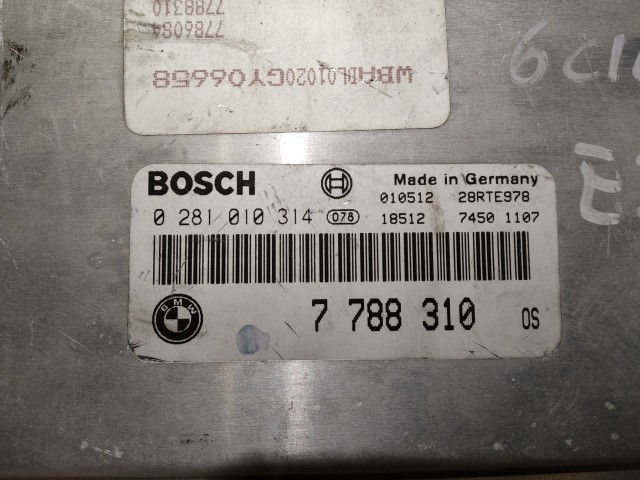 WBADL01020GY06658
7786084
7788310
BOSCH
Made in Germany
010512 28RTE978
0 281 010 314 078 18512 7450 1107
BMW
7 788 310 OS